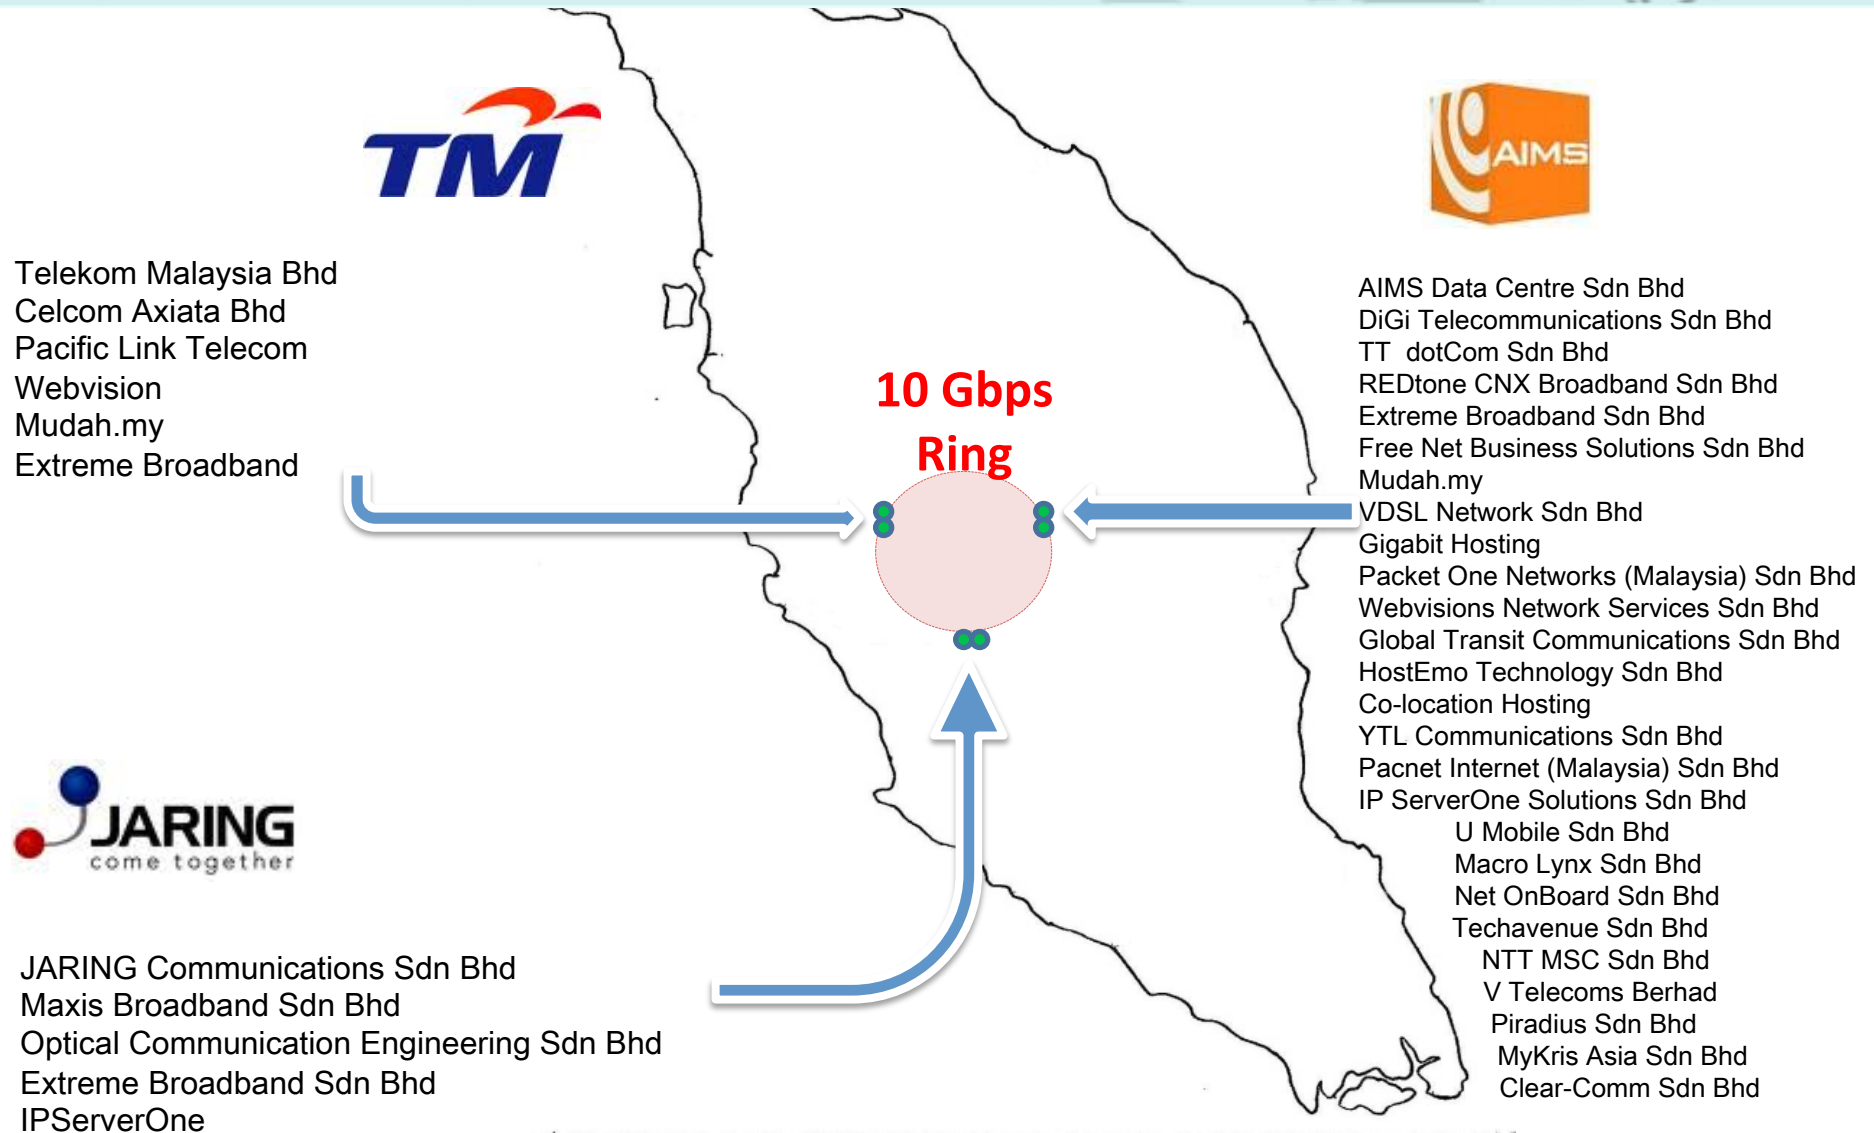 TM
Telekom Malaysia Bhd
Celcom Axiata Bhd
Pacific Link Telecom
Webvision
Mudah.my
Extreme Broadband
10 Gbps
Ring
AIMS
AIMS Data Centre Sdn Bhd
DiGi Telecommunications Sdn Bhd
TT dotCom Sdn Bhd
REDtone CNX Broadband Sdn Bhd
Extreme Broadband Sdn Bhd
Free Net Business Solutions Sdn Bhd
Mudah.my
VDSL Network Sdn Bhd
Gigabit Hosting
Packet One Networks (Malaysia) Sdn Bhd
Webvisions Network Services Sdn Bhd
Global Transit Communications Sdn Bhd
HostEmo Technology Sdn Bhd
Co-location Hosting
YTL Communications Sdn Bhd
Pacnet Internet (Malaysia) Sdn Bhd
IP ServerOne Solutions Sdn Bhd
U Mobile Sdn Bhd
Macro Lynx Sdn Bhd
Net OnBoard Sdn Bhd
Techavenue Sdn Bhd
NTT MSC Sdn Bhd
V Telecoms Berhad
Piradius Sdn Bhd
MyKris Asia Sdn Bhd
Clear-Comm Sdn Bhd
JARING
come together
JARING Communications Sdn Bhd
Maxis Broadband Sdn Bhd
Optical Communication Engineering Sdn Bhd
Extreme Broadband Sdn Bhd
IPServerOne